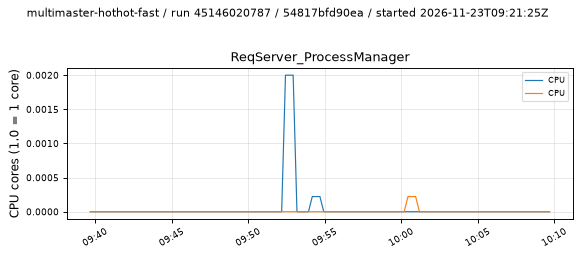 multimaster-hothot-fast / run 45146020787 / 54817bfd90ea / started 2026-11-23T09:21:25Z
ReqServer_ProcessManager
CPU cores (1.0 = 1 core)
0.0020
0.0015
0.0010
0.0005
0.0000
CPU
CPU
09:40
09:45
09:50
09:55
10:00
10:05
10:10